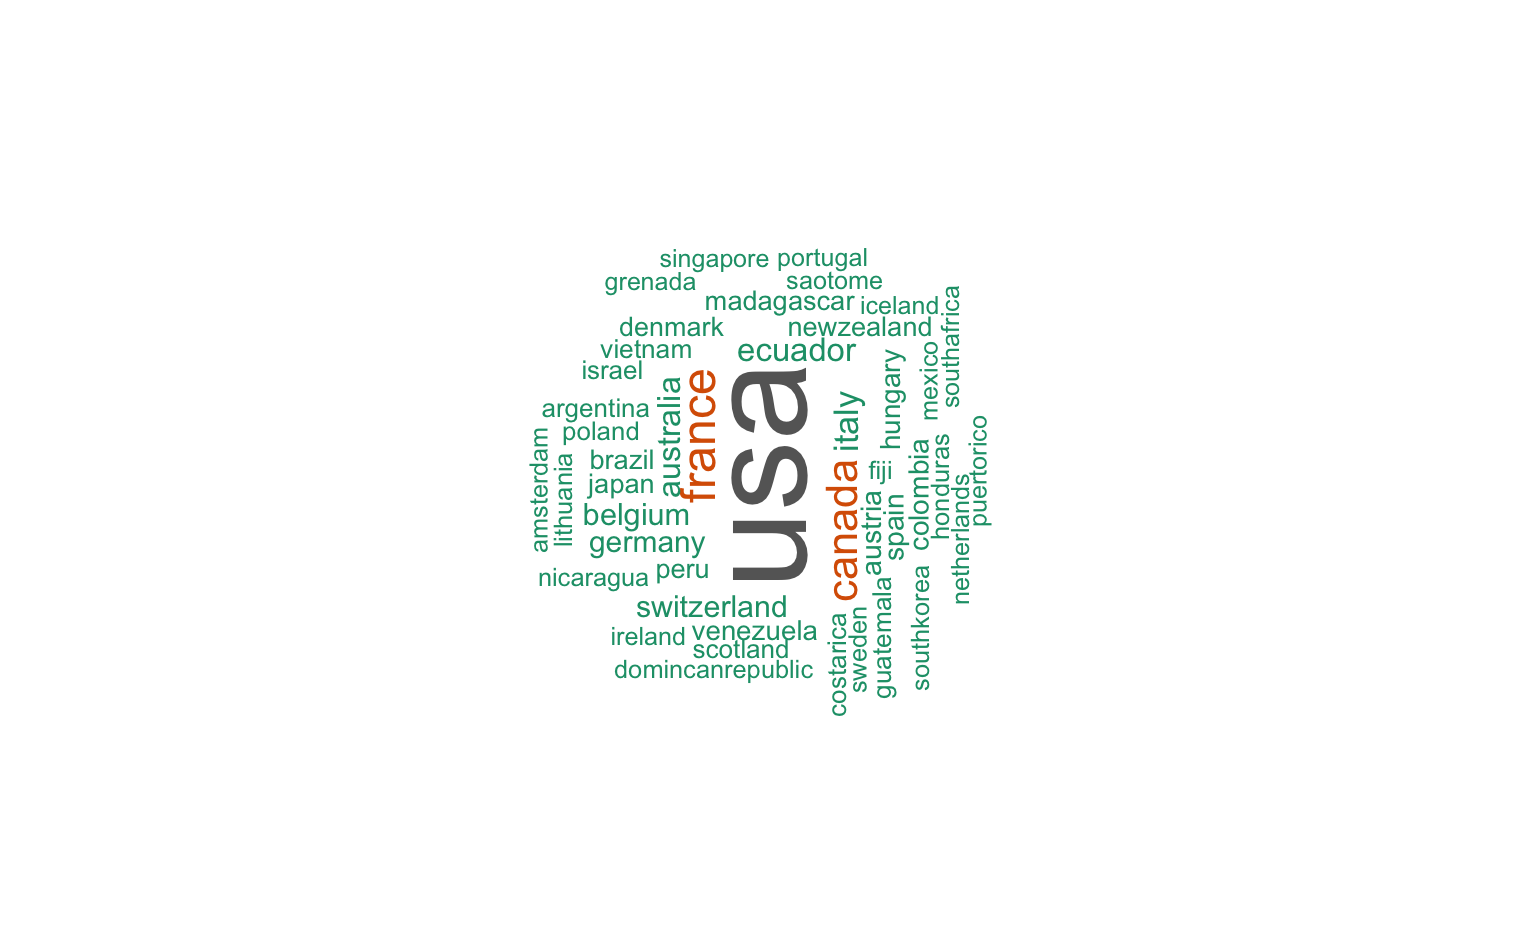 singapore
portugal
grenada
saotome
madagascar
iceland
southafrica
denmark
newzealand
vietnam
ecuador
mexico
israel
hungary
france
usa
australia
italy
argentina
poland
amsterdam
lithuania
brazil
japan
fiji
colombia
honduras
puertorico
canada
austria
spain
netherlands
belgium
germany
nicaragua
peru
switzerland
guatemala
southkorea
ireland
venezuela
costarica
sweden
scotland
domincanrepublic